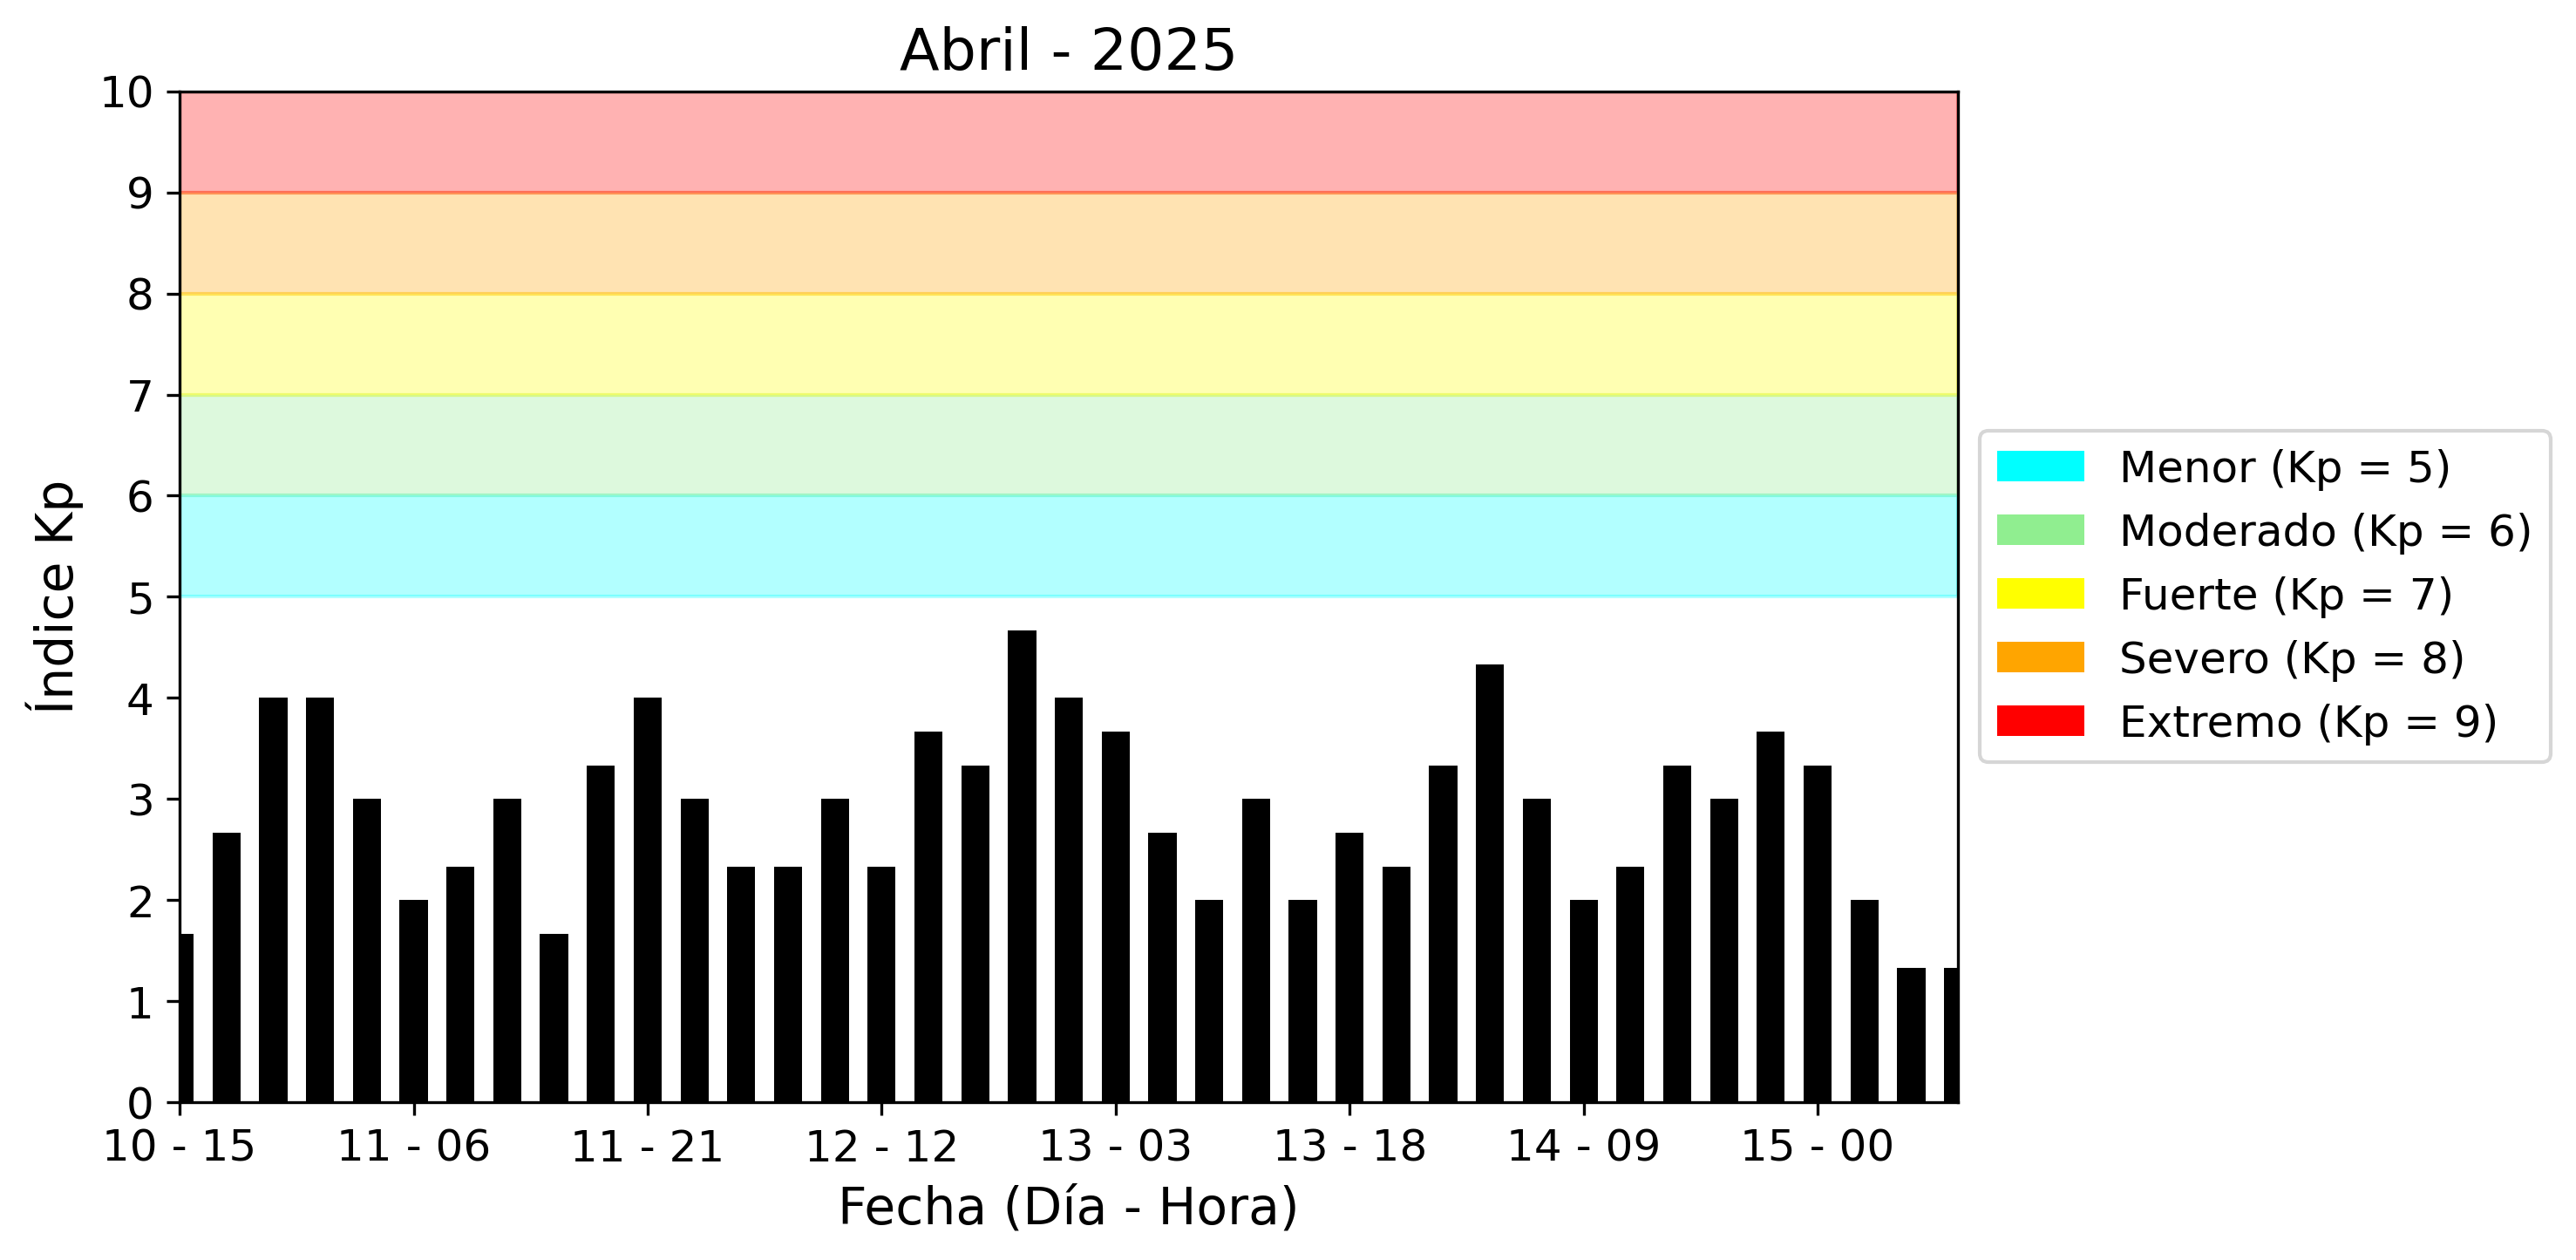 Abril - 2025
10
9
8
7
6
5
4
3
2
1
0
Índice Kp
10 - 15 11 - 06 11 - 21 12 - 12 13 - 03 13 - 18 14 - 09 15 - 00
Fecha (Día - Hora)
Menor (Kp = 5)
Moderado (Kp = 6)
Fuerte (Kp = 7)
Severo (Kp = 8)
Extremo (Kp = 9)